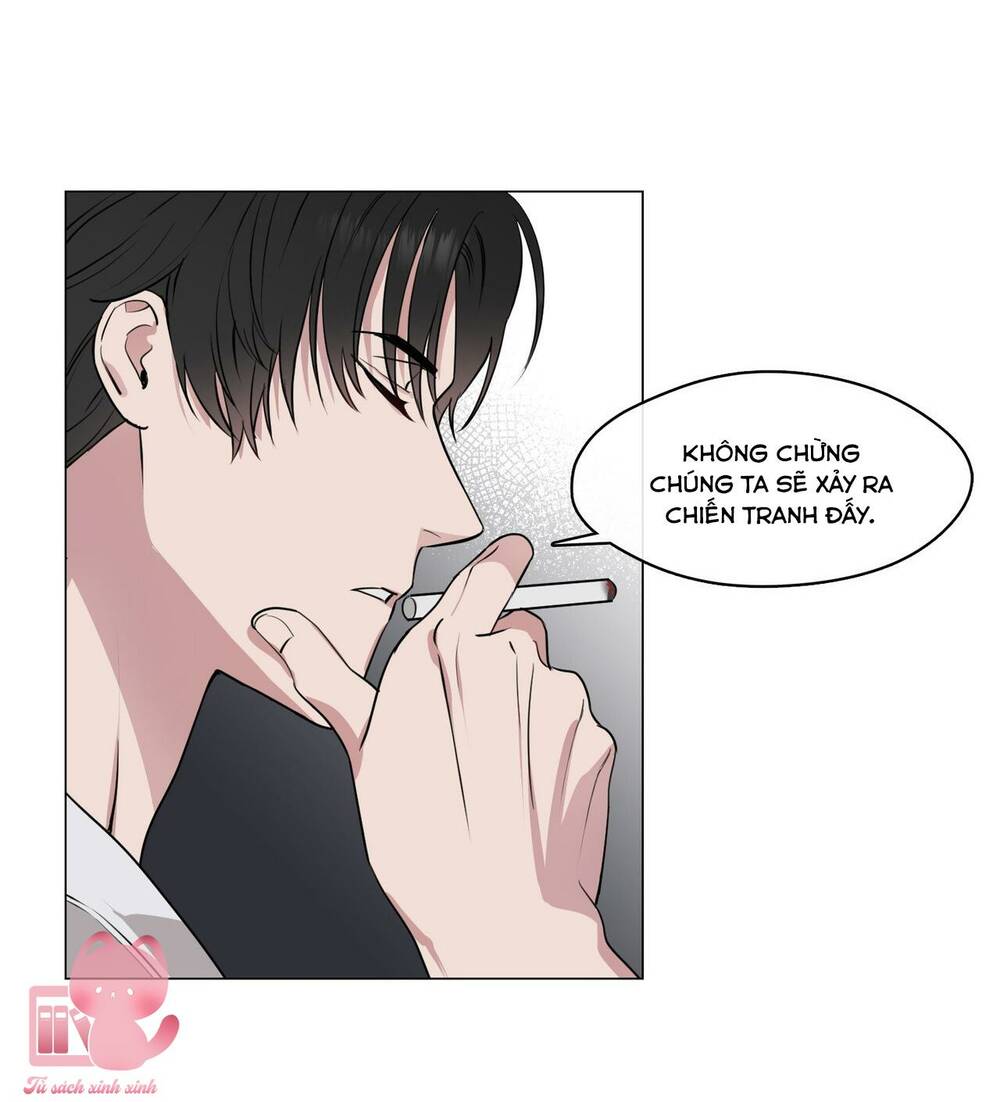 KHÔNG CHỪNG
CHÚNG TA SẼ XẢY RA
CHIẾN TRANH ĐẤY.
Tủ sách xinh xinh